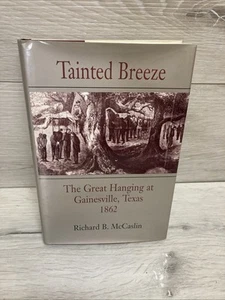 Tainted Breeze
The Great Hanging at
Gainesville, Texas
1862
Richard B. McCaslin